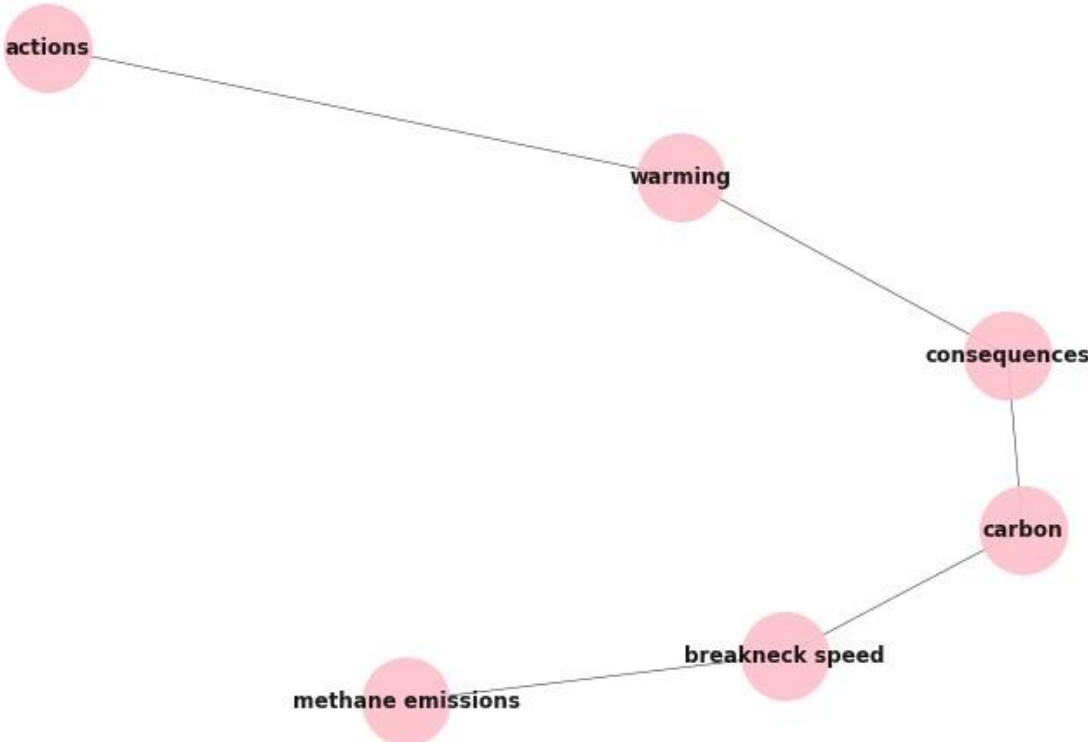 actions
warming
consequences
carbon
breakneck speed
methane emissions